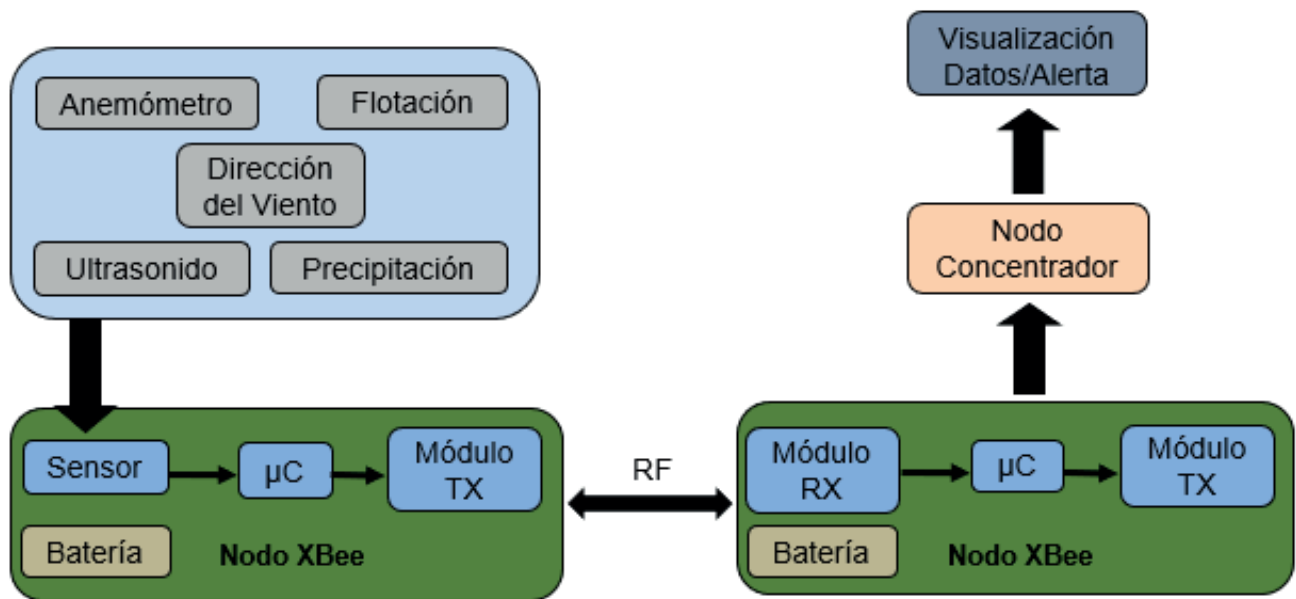 Anemómetro
Flotación
Dirección
del Viento
Ultrasonido
Precipitación
Visualización
Datos/Alerta
Nodo
Concentrador
Sensor
µC
Módulo
TX
Batería
Nodo XBee
RF
Módulo
RX
µC
Módulo
TX
Batería
Nodo XBee